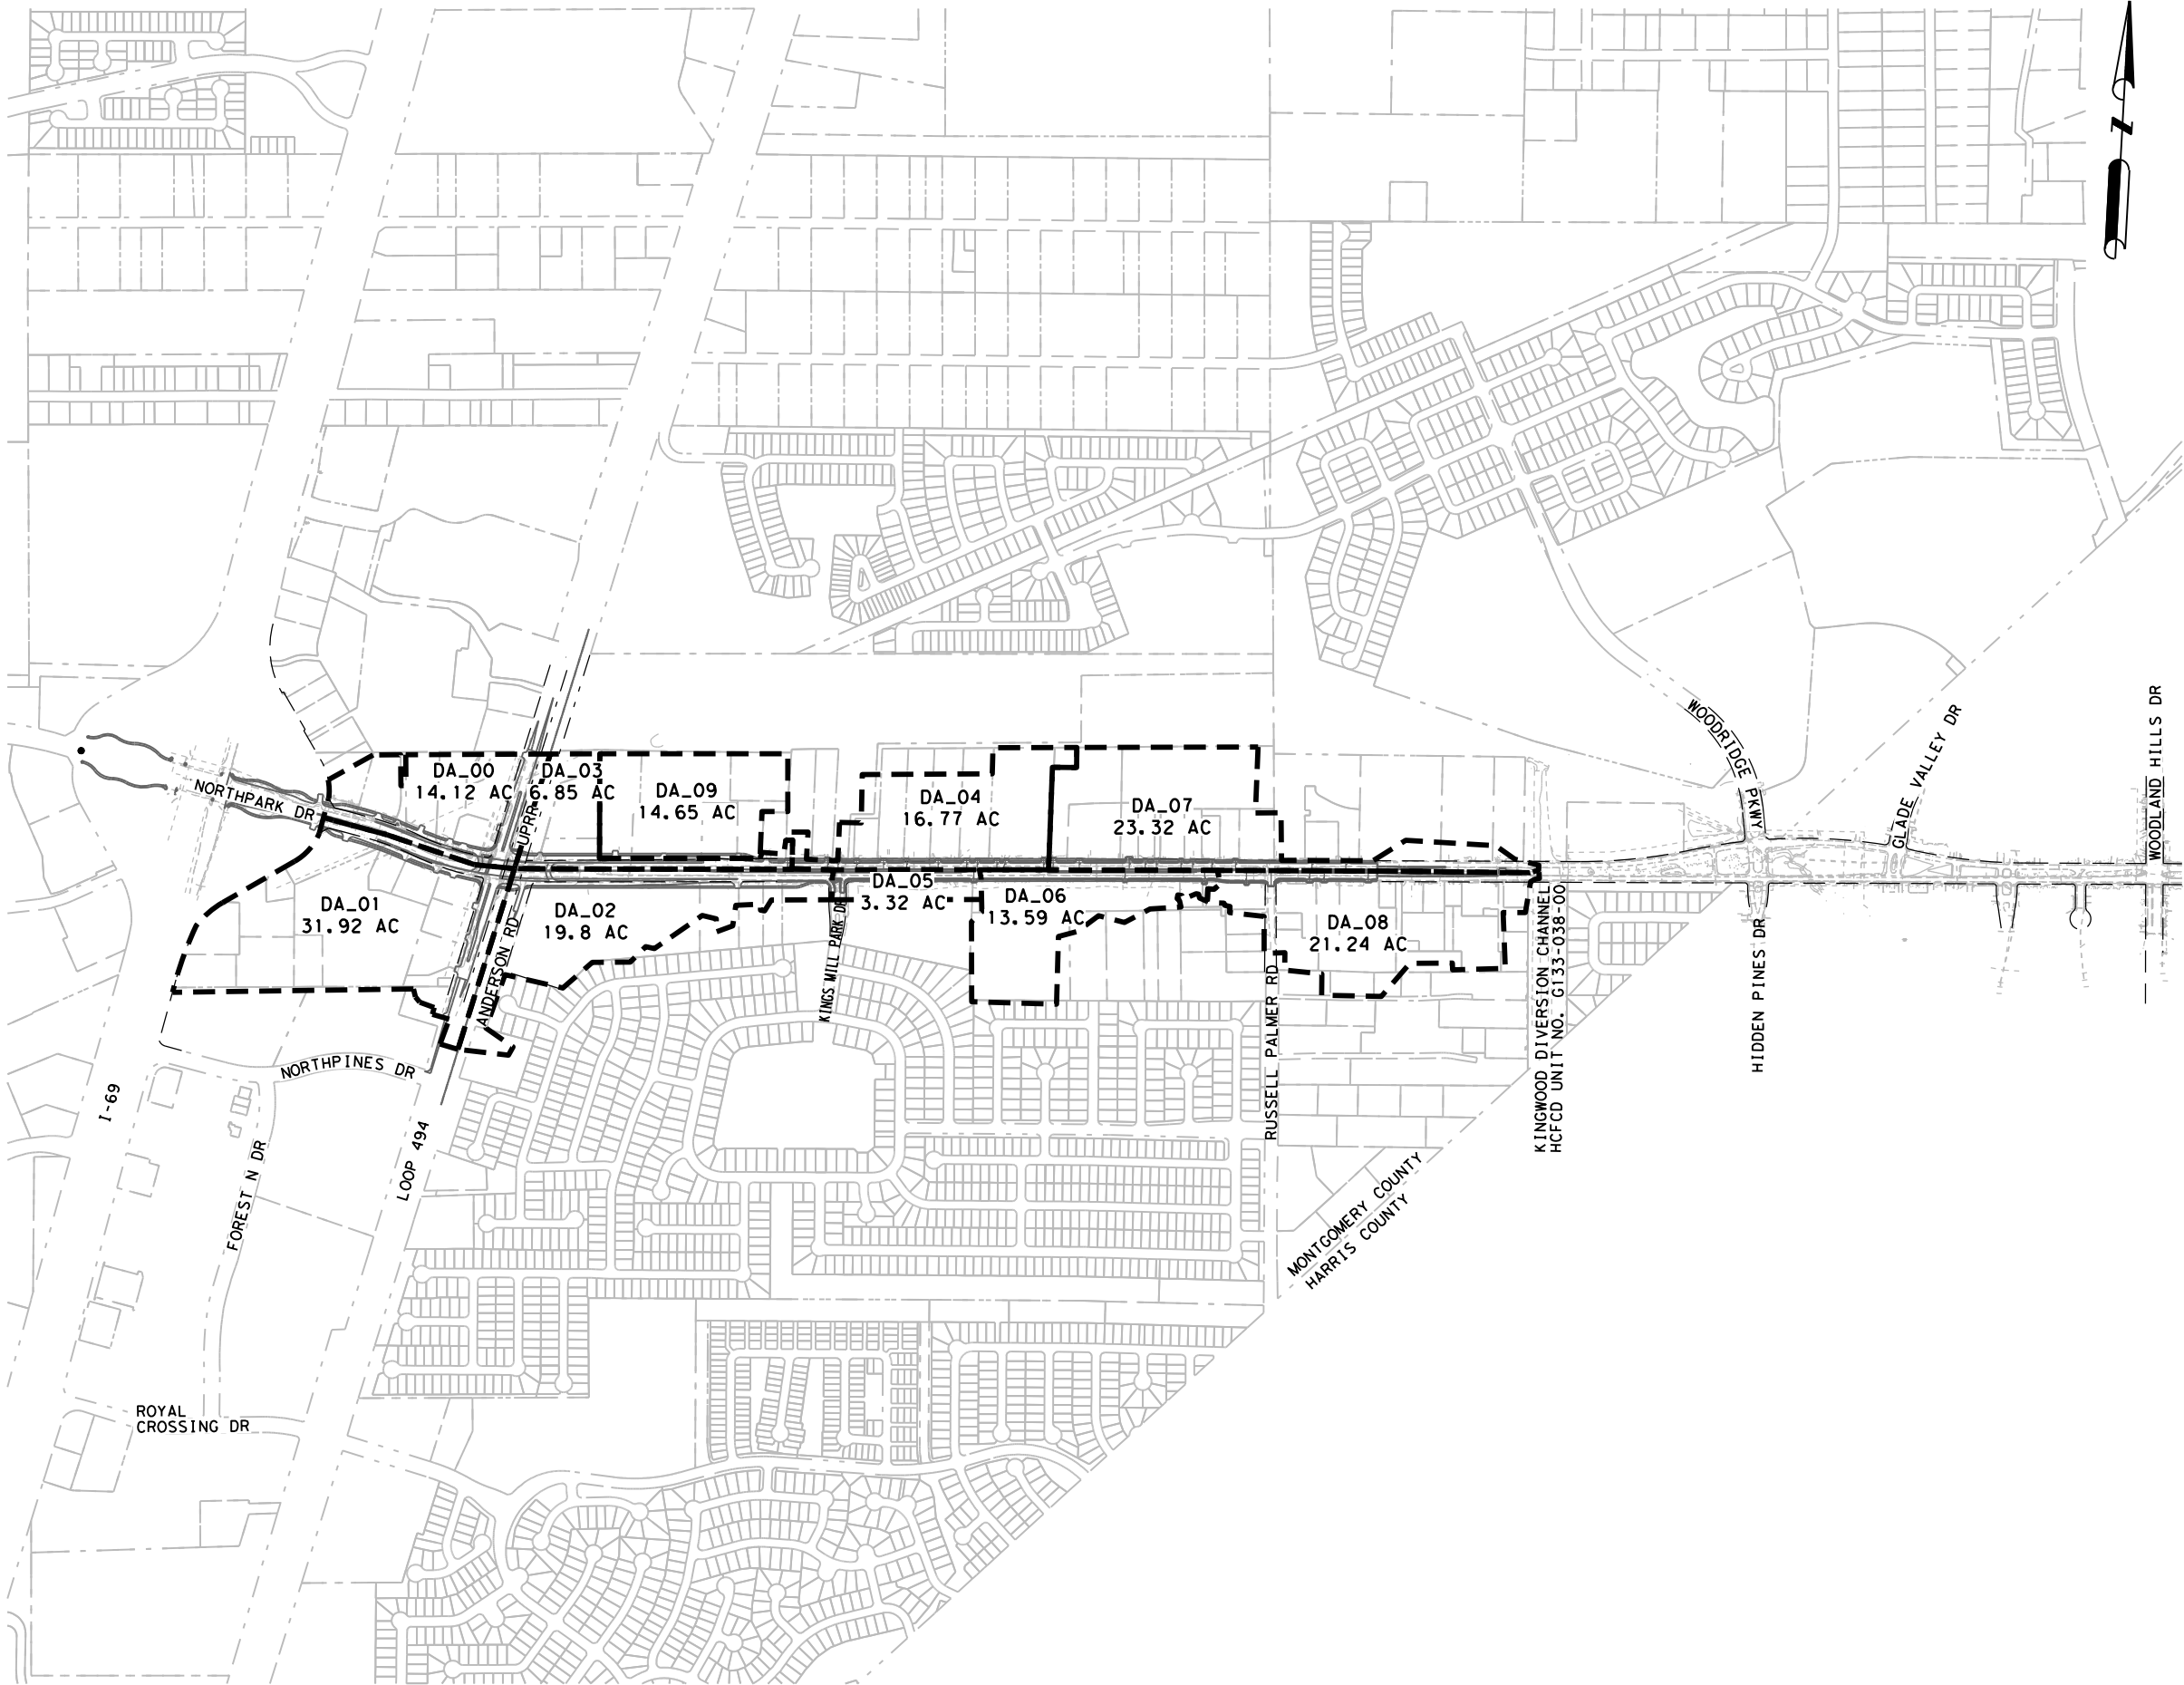 N
DA_00
14.12 AC
DA_03
6.85 AC
DA_09
14.65 AC
DA_04
16.77 AC
DA_07
23.32 AC
NORTHPARK DR
UPRR
DA_01
31.92 AC
DA_02
19.8 AC
DA_05
3.32 AC
DA_06
13.59 AC
DA_08
21.24 AC
WOODRIDGE PKWY
GLADE VALLEY DR
WOODLAND HILLS DR
ANDERSON RD
KINGS MILL PARK DR
RUSSELL PALMER RD
KINGWOOD DIVERSION CHANNEL
HCFCD UNIT NO. G133-038-00
HIDDEN PINES DR
NORTHPINES DR
I-69
FOREST N DR
LOOP 494
MONTGOMERY COUNTY
HARRIS COUNTY
ROYAL
CROSSING DR